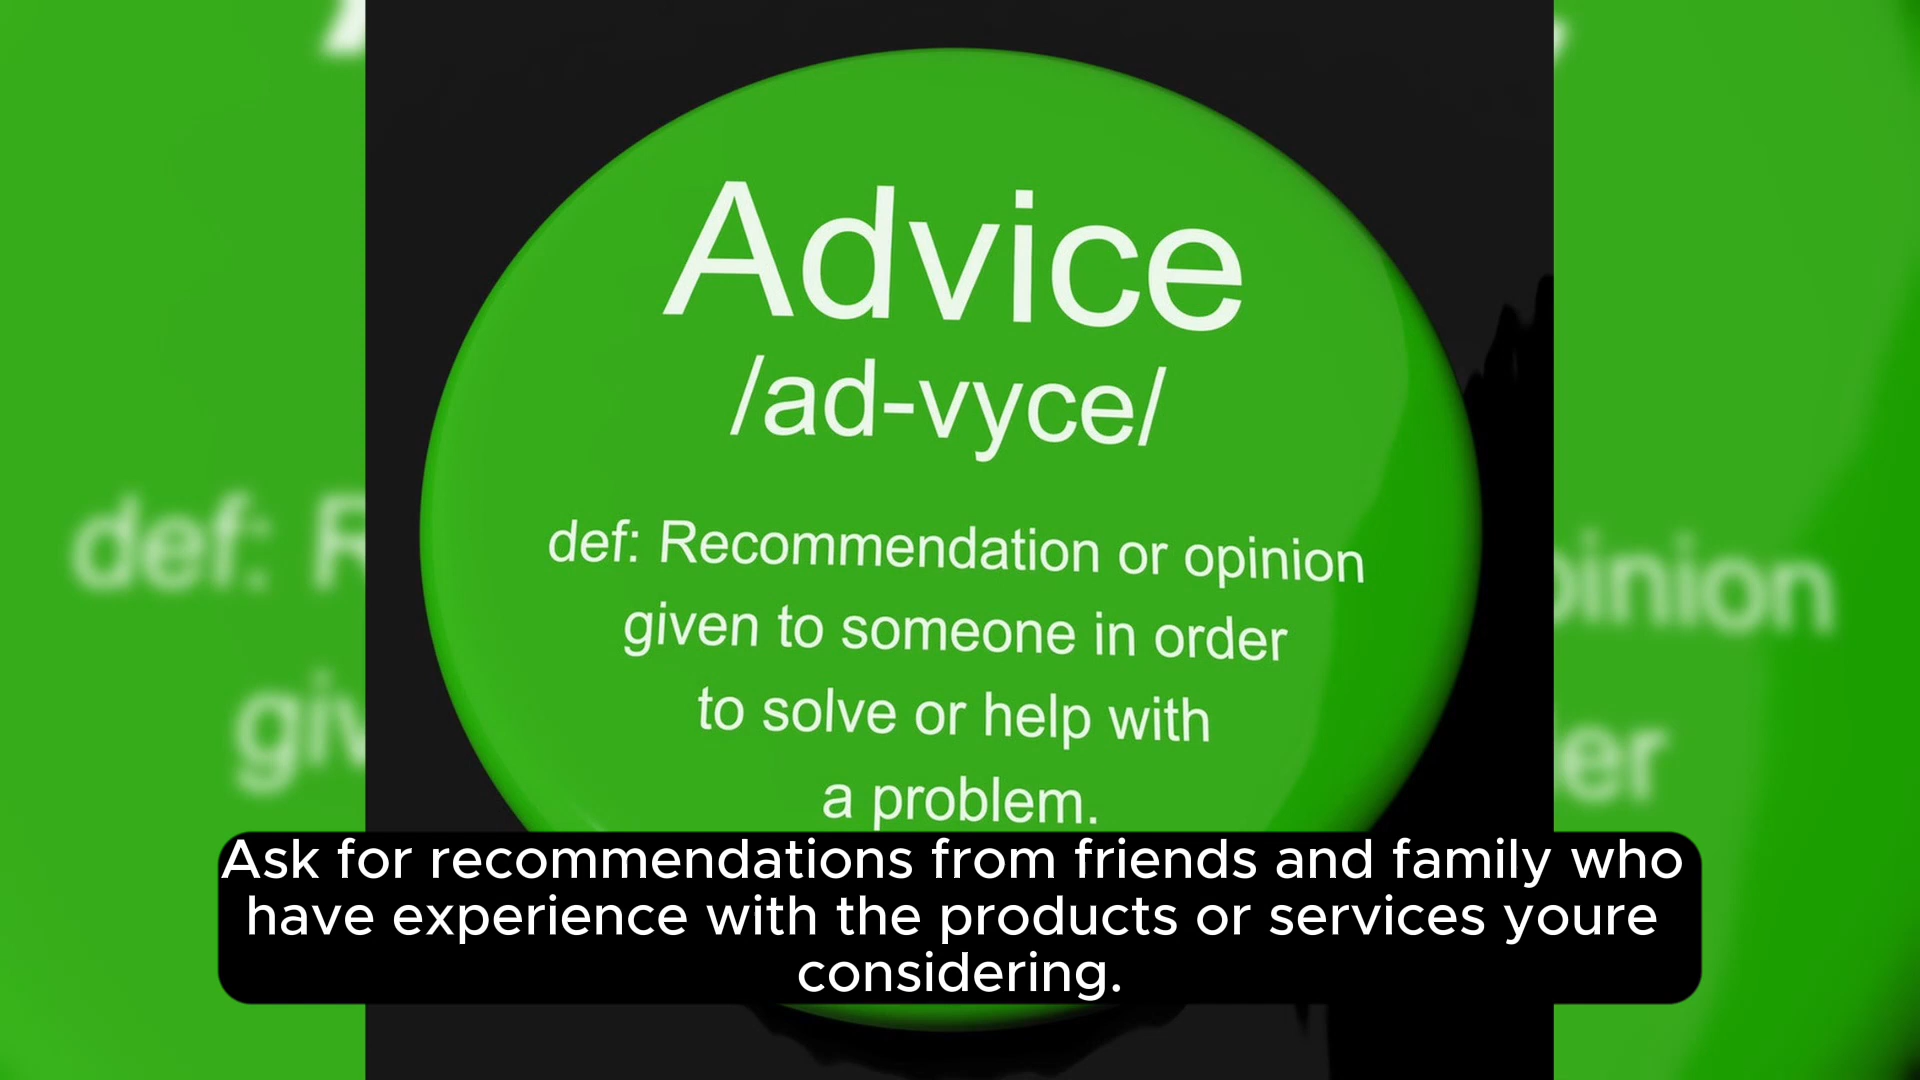 Advice
/ad-vyce/
def: Recommendation or opinion
given to someone in order
to solve or help with
a problem.
Ask for recommendations from friends and family who
have experience with the products or services youre
considering.